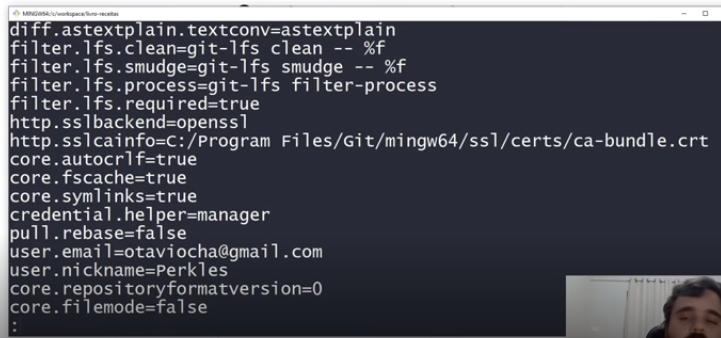 MINGW64:/c/workspace/livro-receitas
diff.astextplain.textconv=astextplain
filter.lfs.clean=git-lfs clean -- %f
filter.lfs.smudge=git-lfs smudge -- %f
filter.lfs.process=git-lfs filter-process
filter.lfs.required=true
http.sslbackend=openssl
http.sslcainfo=C:/Program Files/Git/mingw64/ssl/certs/ca-bundle.crt
core.autocrlf=true
core.fscache=true
core.symlinks=true
credential.helper=manager
pull.rebase=false
user.email=otaviocha@gmail.com
user.nickname=Perkles
core.repositoryformatversion=0
core.filemode=false
: